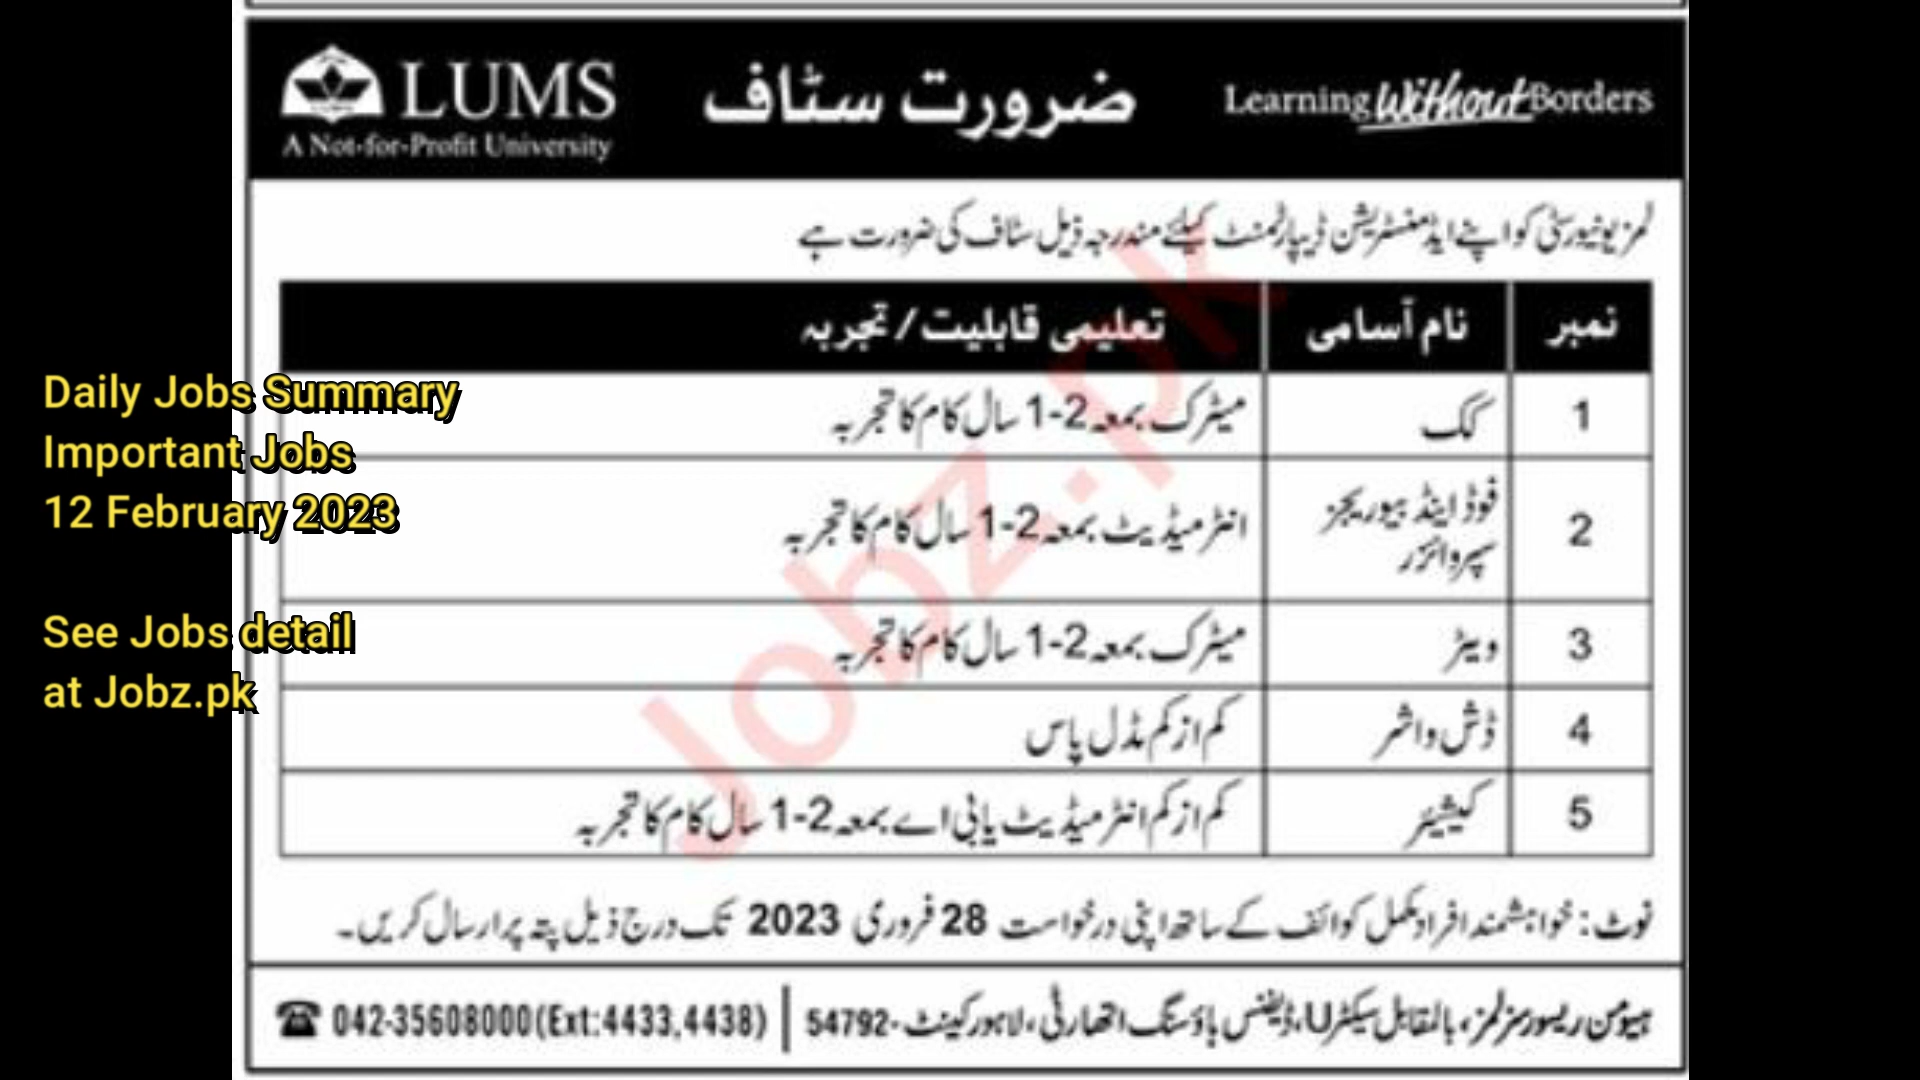 LUMS
A Not-for-Profit University
ضرورت سٹاف
Learning Without Borders
لمز یونیورسٹی کو اپنے ایڈمنسٹریشن ڈیپارٹمنٹ کیلئے مندرجہ ذیل سٹاف کی ضرورت ہے
نمبر نام آسامی تعلیمی قابلیت / تجربہ
1 کک میٹرک بمعہ 2-1 سال کام کا تجربہ
2 فوڈ اینڈ بیوریجز سپروائزر انٹرمیڈیٹ بمعہ 2-1 سال کام کا تجربہ
3 ویٹر میٹرک بمعہ 2-1 سال کام کا تجربہ
4 ڈش واشر کم از کم مڈل پاس
5 کیشیئر کم از کم انٹرمیڈیٹ یا بی اے بمعہ 2-1 سال کام کا تجربہ
نوٹ: خواہشمند افراد مکمل کوائف کے ساتھ اپنی درخواست 28 فروری 2023 تک درج ذیل پتہ پر ارسال کریں۔
ہیومن ریسورسز لمز، بالمقابل سیکٹر U، ڈیفنس ہاؤسنگ اتھارٹی، لاہور کینٹ-54792
042-35608000(Ext:4433,4438)
Jobz.pk
Daily Jobs Summary
Important Jobs
12 February 2023
See Jobs detail
at Jobz.pk